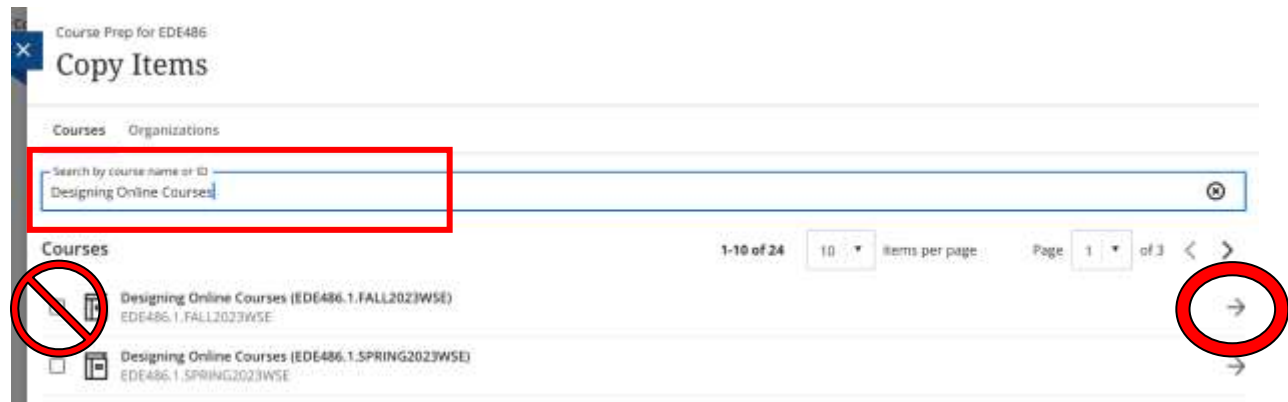 Course Prep for EDE486
Copy Items
Courses Organizations
Search by course name or ID
Designing Online Courses
Courses 1-10 of 24 10 items per page Page 1 of 3
Designing Online Courses (EDE486.1.FALL2023WSE)
EDE486.1.FALL2023WSE
Designing Online Courses (EDE486.1.SPRING2023WSE)
EDE486.1.SPRING2023WSE